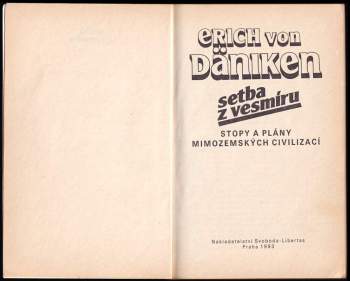 ERICH von
DÄNIKEN
setba
z vesmíru
STOPY A PLÁNY
MIMOZEMSKÝCH CIVILIZACÍ
Nakladatelství Svoboda-Libertas
Praha 1993